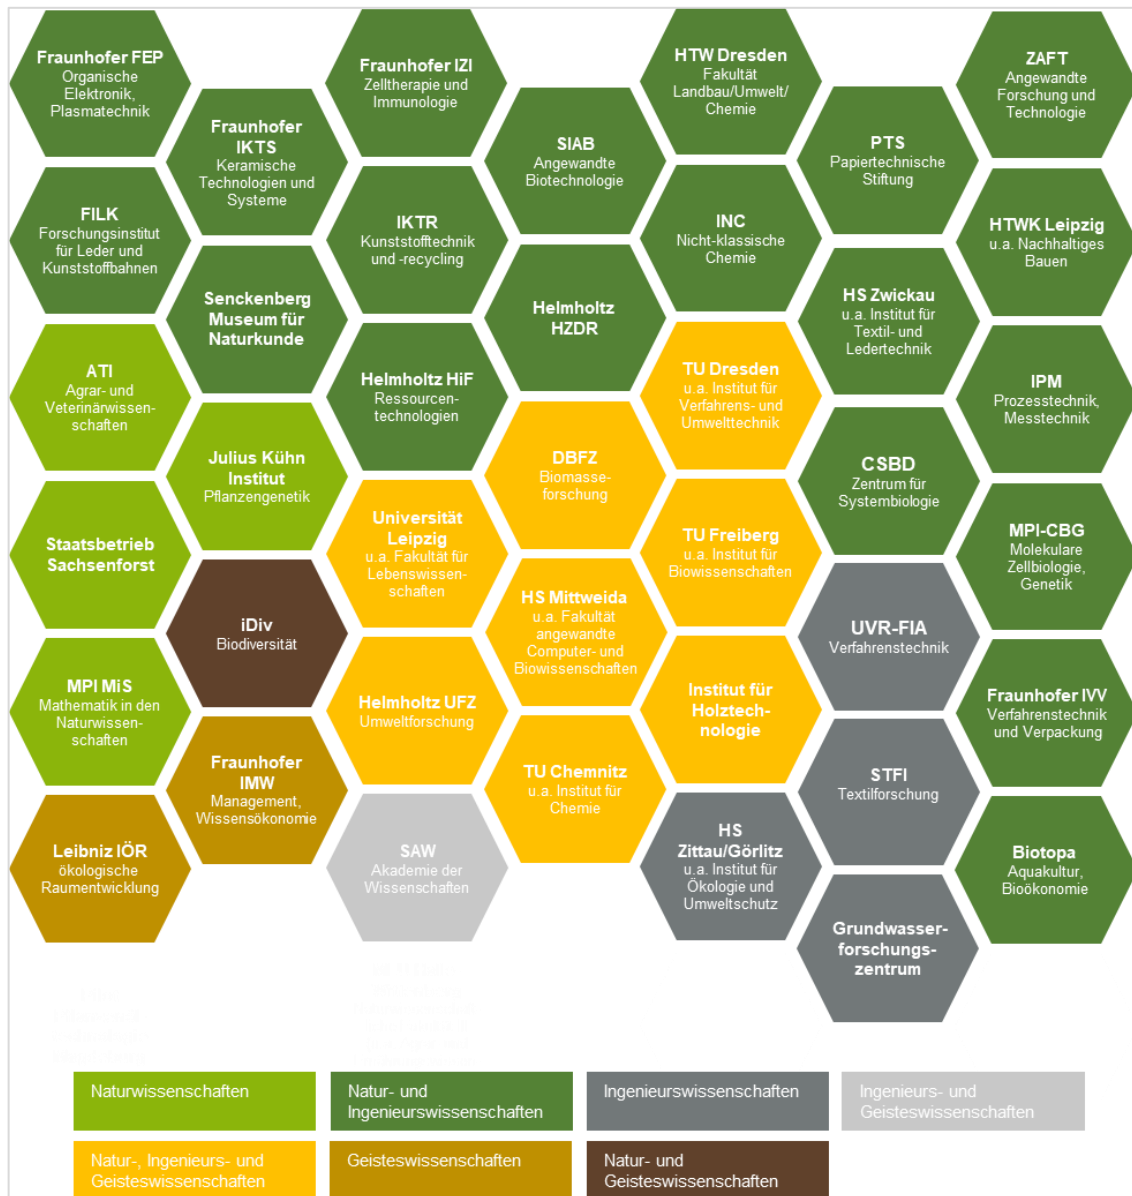 Fraunhofer FEP
Organische
Elektronik,
Plasmatechnik
Fraunhofer
IKTS
Keramische
Technologien und
Systeme
Fraunhofer IZI
Zelltherapie und
Immunologie
SIAB
Angewandte
Biotechnologie
HTW Dresden
Fakultät
Landbau/Umwelt/
Chemie
PTS
Papiertechnische
Stiftung
ZAFT
Angewandte
Forschung und
Technologie
FILK
Forschungsinstitut
für Leder und
Kunststoffbahnen
Senckenberg
Museum für
Naturkunde
IKTR
Kunststofftechnik
und -recycling
Helmholtz
HZDR
INC
Nicht-klassische
Chemie
HS Zwickau
u.a. Institut für
Textil- und
Ledertechnik
HTWK Leipzig
u.a. Nachhaltiges
Bauen
ATI
Agrar- und
Veterinärwissen-
schaften
Julius Kühn
Institut
Pflanzengenetik
Helmholtz HiF
Ressourcen-
technologien
DBFZ
Biomasse-
forschung
TU Dresden
u.a. Institut für
Verfahrens- und
Umwelttechnik
CSBD
Zentrum für
Systembiologie
IPM
Prozesstechnik,
Messtechnik
Staatsbetrieb
Sachsenforst
iDiv
Biodiversität
Universität
Leipzig
u.a. Fakultät für
Lebenswissen-
schaften
HS Mittweida
u.a. Fakultät
angewandte
Computer- und
Biowissenschaften
TU Freiberg
u.a. Institut für
Biowissenschaften
UVR-FIA
Verfahrenstechnik
MPI-CBG
Molekulare
Zellbiologie,
Genetik
MPI MiS
Mathematik in den
Naturwissen-
schaften
Fraunhofer
IMW
Management,
Wissensökonomie
Helmholtz UFZ
Umweltforschung
TU Chemnitz
u.a. Institut für
Chemie
Institut für
Holztech-
nologie
STFI
Textilforschung
Fraunhofer IVV
Verfahrenstechnik
und Verpackung
Leibniz IÖR
ökologische
Raumentwicklung
SAW
Akademie der
Wissenschaften
HS
Zittau/Görlitz
u.a. Institut für
Ökologie und
Umweltschutz
Grundwasser-
forschungs-
zentrum
Biotopa
Aquakultur,
Bioökonomie
Naturwissenschaften
Natur- und
Ingenieurswissenschaften
Ingenieurswissenschaften
Ingenieurs- und
Geisteswissenschaften
Natur-, Ingenieurs- und
Geisteswissenschaften
Geisteswissenschaften
Natur- und
Geisteswissenschaften